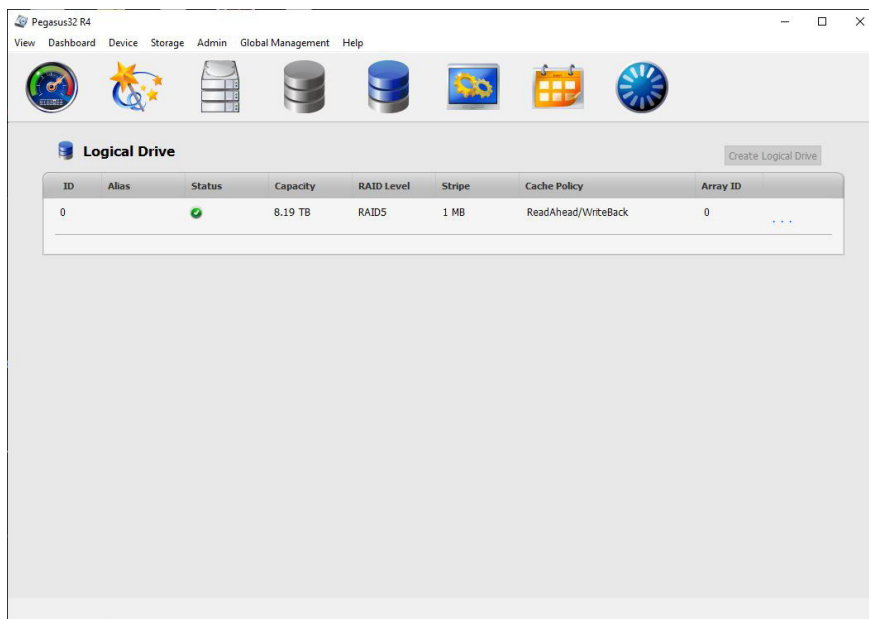 Pegasus32 R4
View Dashboard Device Storage Admin Global Management Help
Logical Drive
Create Logical Drive
ID Alias Status Capacity RAID Level Stripe Cache Policy Array ID
0 8.19 TB RAID5 1 MB ReadAhead/WriteBack 0 ...